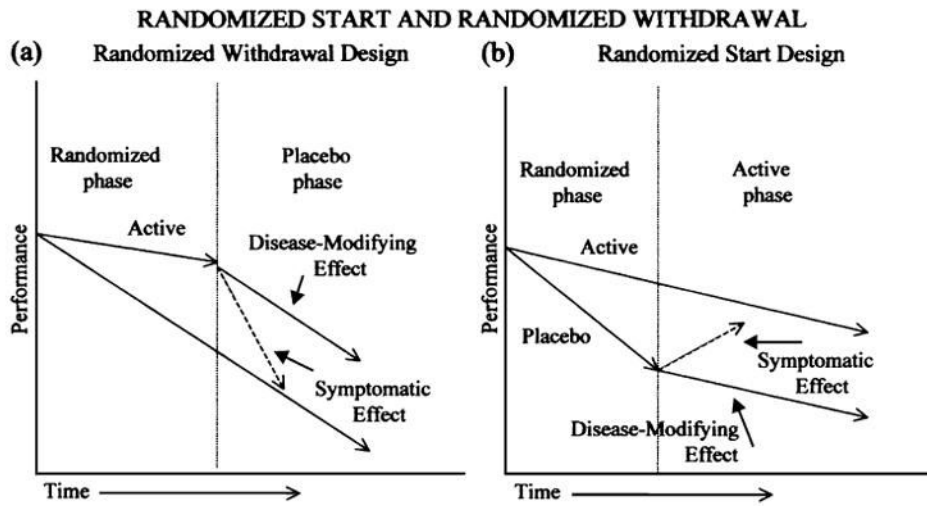 RANDOMIZED START AND RANDOMIZED WITHDRAWAL
(a) Randomized Withdrawal Design
Randomized
phase
Placebo
phase
Active
Disease-Modifying
Effect
Symptomatic
Effect
Performance
Time
(b) Randomized Start Design
Randomized
phase
Active
phase
Active
Placebo
Symptomatic
Effect
Disease-Modifying
Effect
Performance
Time